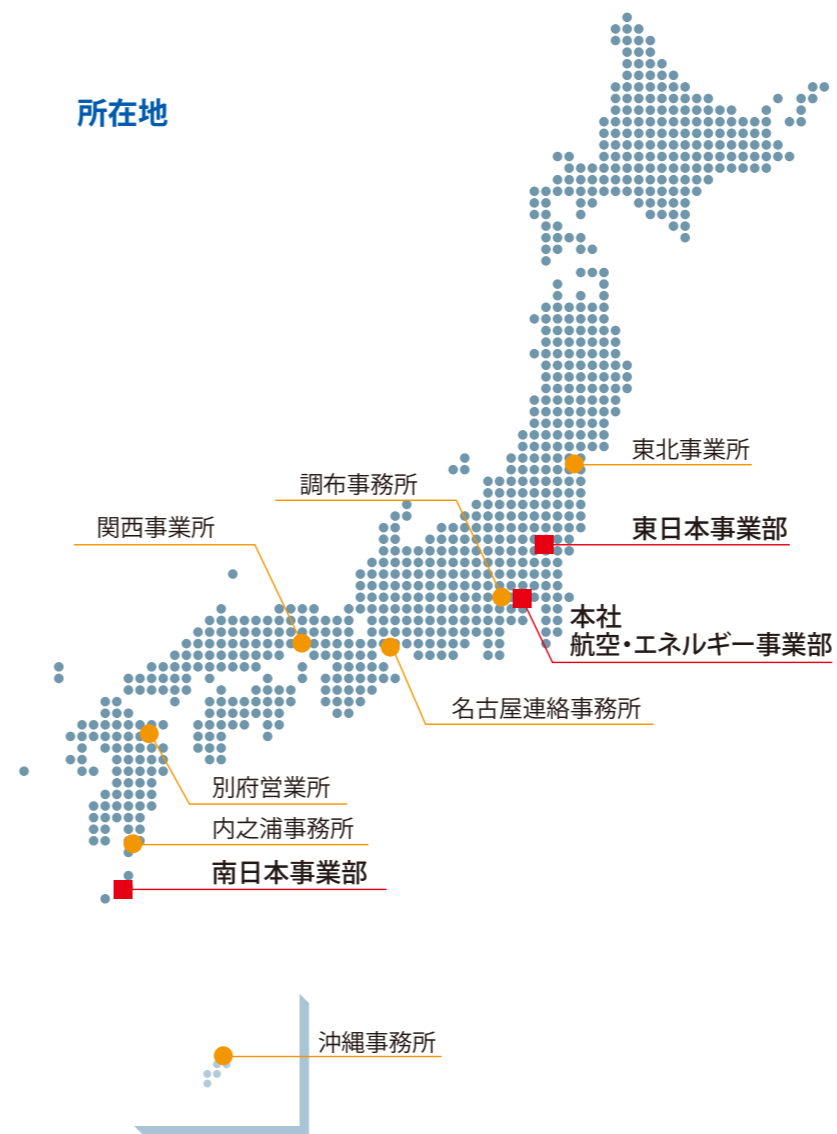 所在地
東北事業所
調布事務所
関西事業所
東日本事業部
本社
航空・エネルギー事業部
名古屋連絡事務所
別府営業所
内之浦事務所
南日本事業部
沖縄事務所